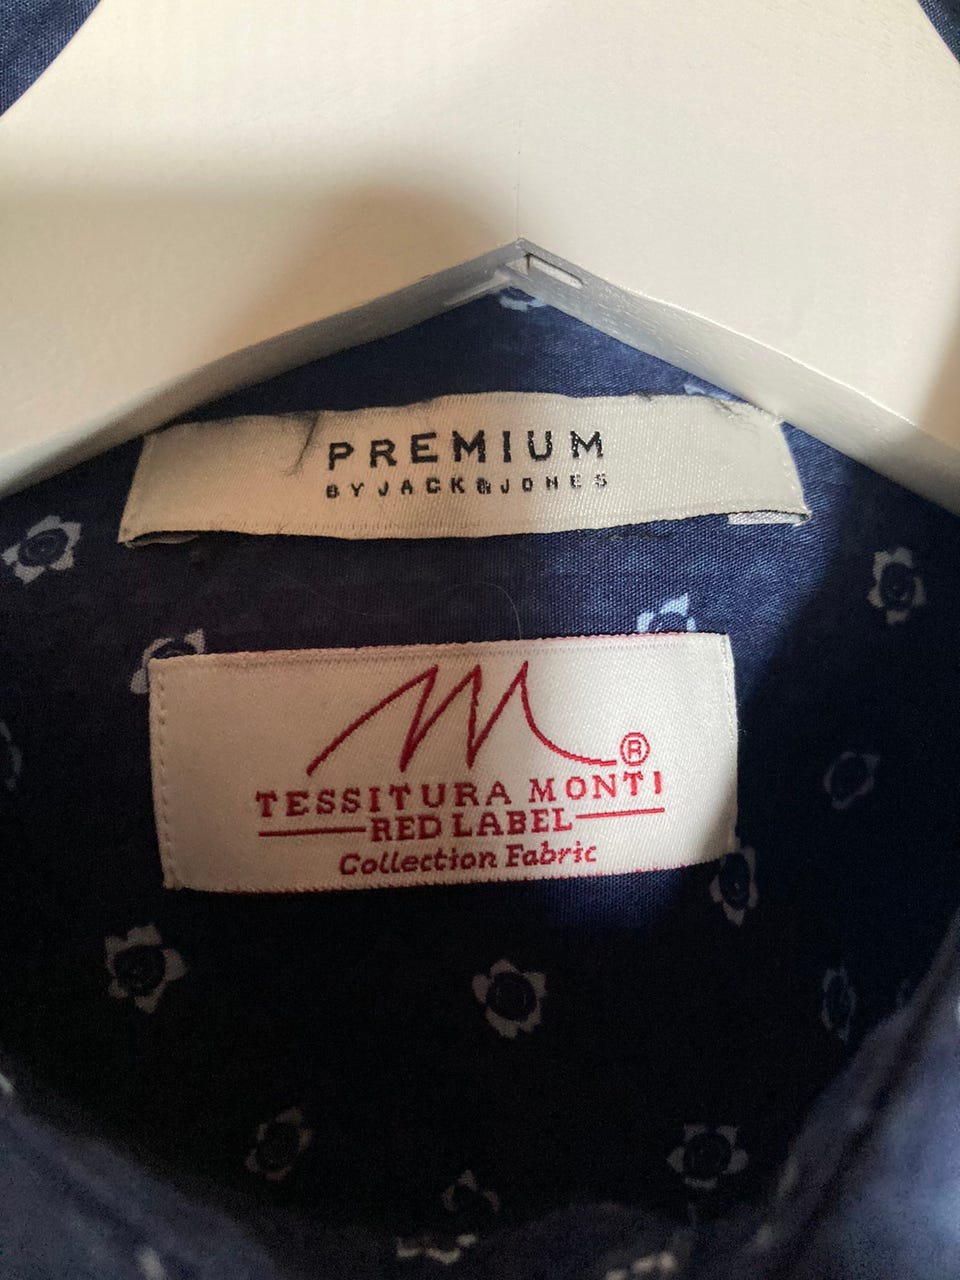 PREMIUM
BY JACK&JONES
®
TESSITURA MONTI
RED LABEL
Collection Fabric